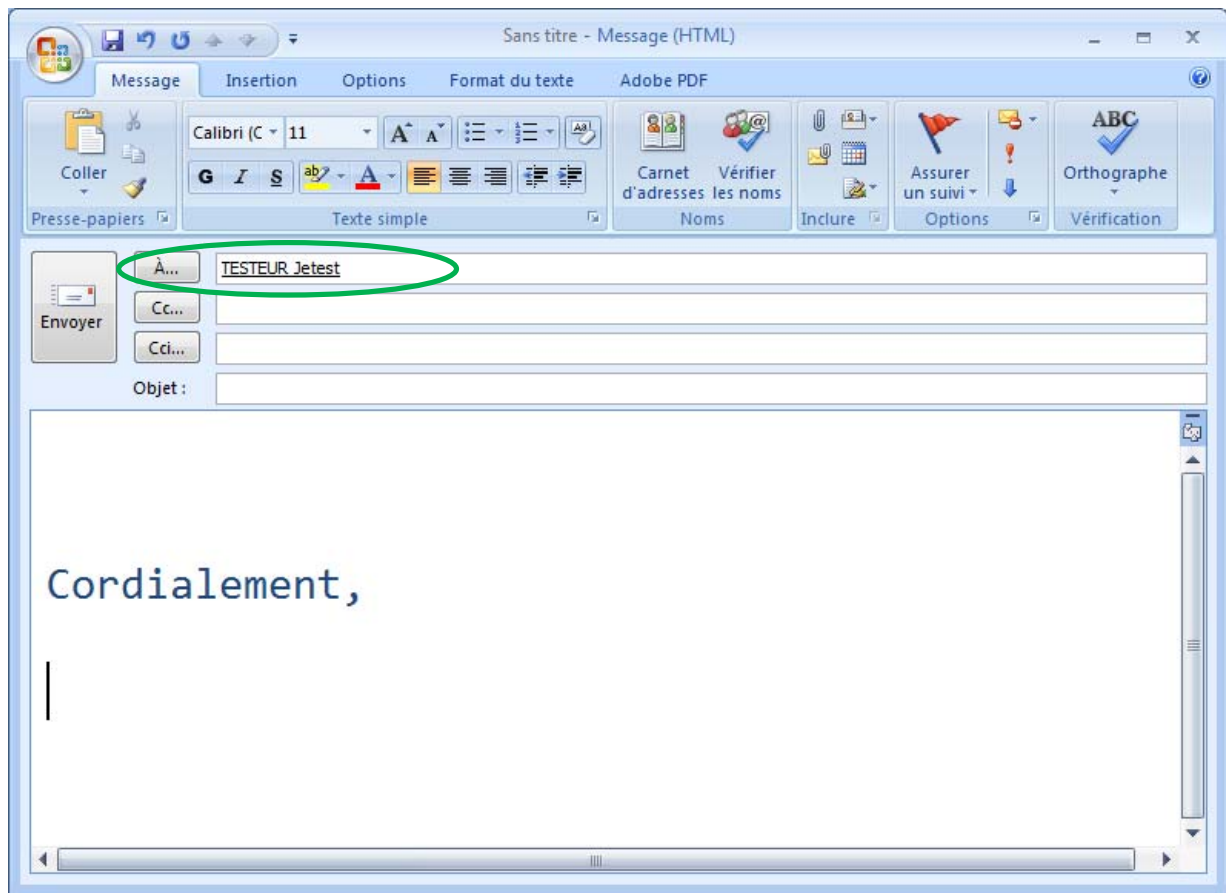 Sans titre - Message (HTML)
Message Insertion Options Format du texte Adobe PDF
Calibri (C 11 A A ABC
Coller G I S ab A Carnet d'adresses Vérifier les noms Assurer un suivi Orthographe
Presse-papiers Texte simple Noms Inclure Options Vérification
À... TESTEUR Jetest
Envoyer Cc...
Cci...
Objet :
Cordialement,